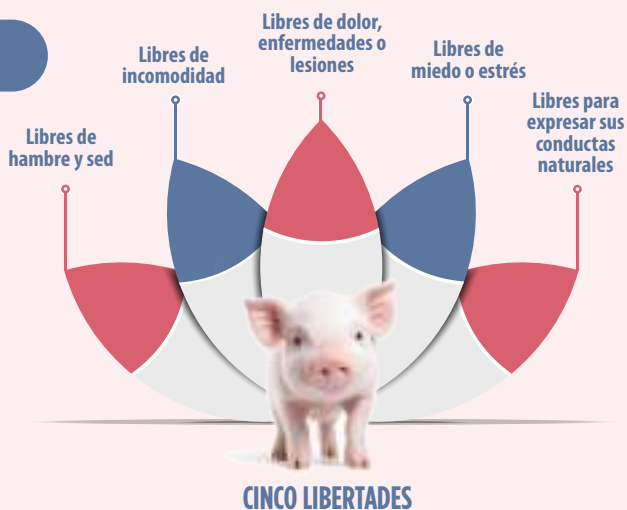 Libres de
hambre y sed
Libres de
incomodidad
Libres de dolor,
enfermedades o
lesiones
Libres de
miedo o estrés
Libres para
expresar sus
conductas
naturales
CINCO LIBERTADES